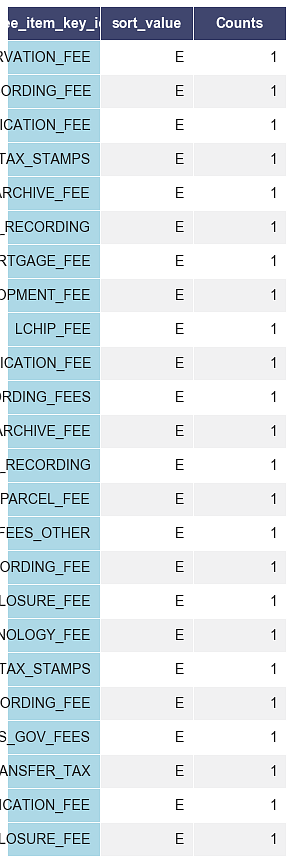 ee_item_key_i sort_value Counts
RVATION_FEE E 1
ORDING_FEE E 1
ICATION_FEE E 1
TAX_STAMPS E 1
ARCHIVE_FEE E 1
_RECORDING E 1
RTGAGE_FEE E 1
OPMENT_FEE E 1
LCHIP_FEE E 1
ICATION_FEE E 1
ORDING_FEES E 1
ARCHIVE_FEE E 1
_RECORDING E 1
PARCEL_FEE E 1
FEES_OTHER E 1
ORDING_FEE E 1
LOSURE_FEE E 1
NOLOGY_FEE E 1
TAX_STAMPS E 1
ORDING_FEE E 1
S_GOV_FEES E 1
ANSFER_TAX E 1
ICATION_FEE E 1
LOSURE_FEE E 1